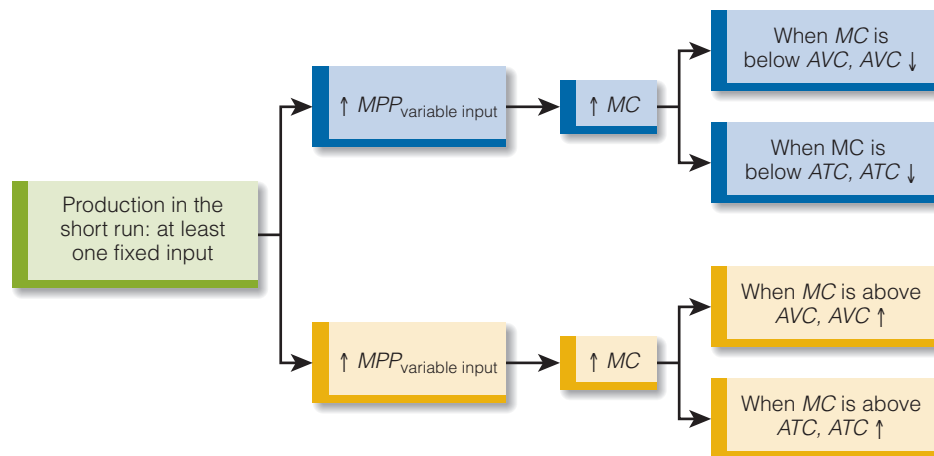 Production in the
short run: at least
one fixed input
↑ MPPvariable input
↑ MC
When MC is
below AVC, AVC ↓
When MC is
below ATC, ATC ↓
↑ MPPvariable input
↑ MC
When MC is above
AVC, AVC ↑
When MC is above
ATC, ATC ↑